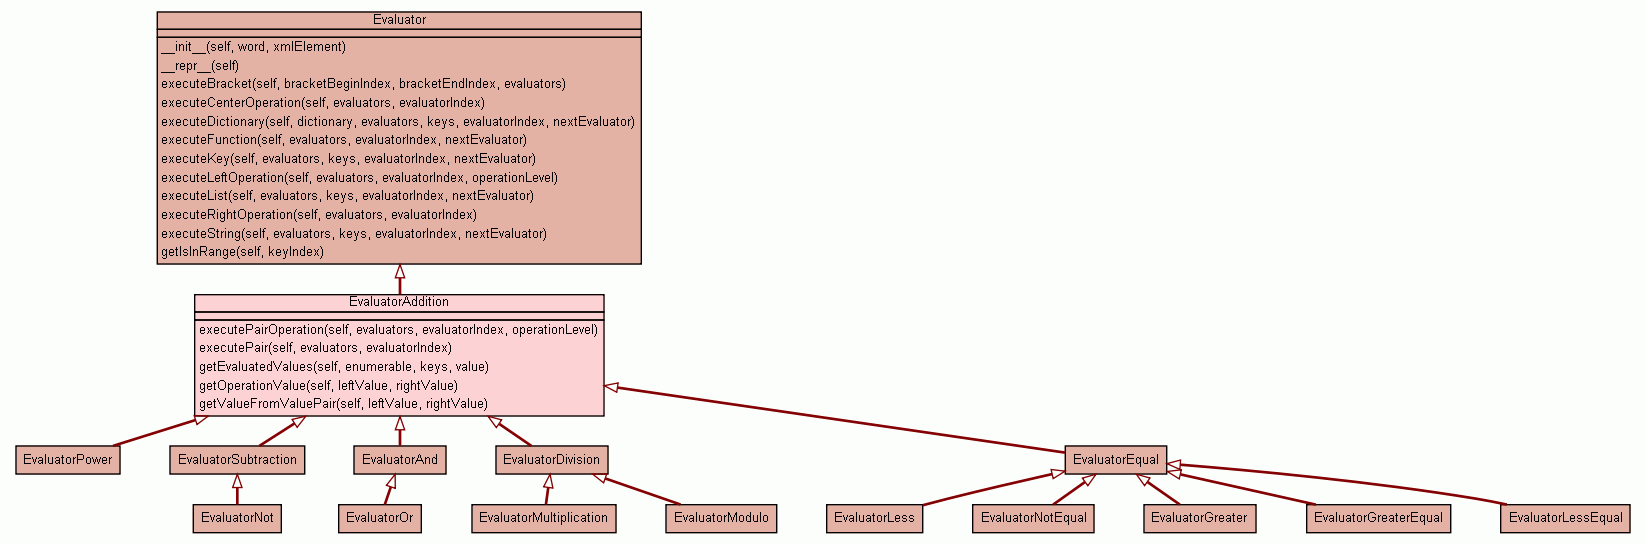 Evaluator
__init__(self, word, xmlElement)
__repr__(self)
executeBracket(self, bracketBeginIndex, bracketEndIndex, evaluators)
executeCenterOperation(self, evaluators, evaluatorIndex)
executeDictionary(self, dictionary, evaluators, keys, evaluatorIndex, nextEvaluator)
executeFunction(self, evaluators, evaluatorIndex, nextEvaluator)
executeKey(self, evaluators, keys, evaluatorIndex, nextEvaluator)
executeLeftOperation(self, evaluators, evaluatorIndex, operationLevel)
executeList(self, evaluators, keys, evaluatorIndex, nextEvaluator)
executeRightOperation(self, evaluators, evaluatorIndex)
executeString(self, evaluators, keys, evaluatorIndex, nextEvaluator)
getIsInRange(self, keyIndex)
EvaluatorAddition
executePairOperation(self, evaluators, evaluatorIndex, operationLevel)
executePair(self, evaluators, evaluatorIndex)
getEvaluatedValues(self, enumerable, keys, value)
getOperationValue(self, leftValue, rightValue)
getValueFromValuePair(self, leftValue, rightValue)
EvaluatorPower
EvaluatorSubtraction
EvaluatorAnd
EvaluatorDivision
EvaluatorEqual
EvaluatorNot
EvaluatorOr
EvaluatorMultiplication
EvaluatorModulo
EvaluatorLess
EvaluatorNotEqual
EvaluatorGreater
EvaluatorGreaterEqual
EvaluatorLessEqual